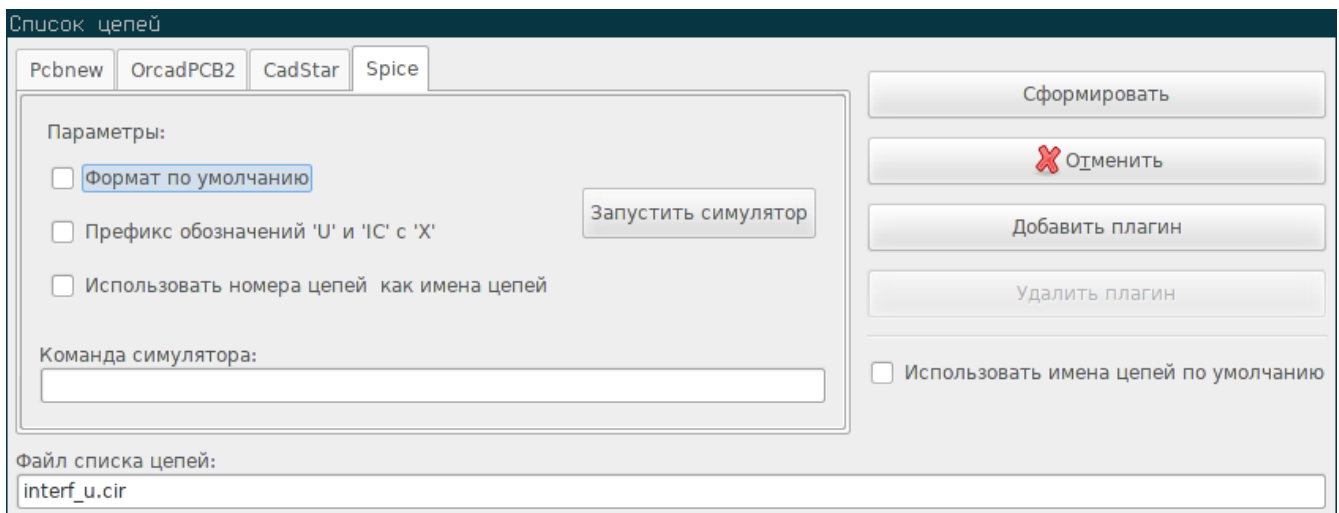 Список цепей
Pcbnew OrcadPCB2 CadStar Spice
Сформировать
Параметры:
Отменить
Формат по умолчанию
Запустить симулятор
Префикс обозначений 'U' и 'IC' с 'X'
Добавить плагин
Использовать номера цепей  как имена цепей
Удалить плагин
Команда симулятора:
Использовать имена цепей по умолчанию
Файл списка цепей:
interf_u.cir